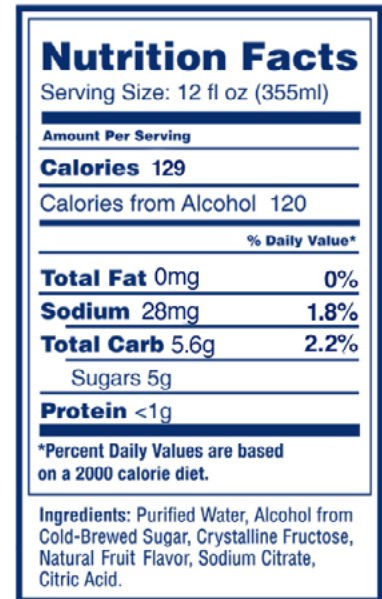 Nutrition Facts
Serving Size: 12 fl oz (355ml)
Amount Per Serving
Calories 129
Calories from Alcohol 120
% Daily Value*
Total Fat 0mg 0%
Sodium 28mg 1.8%
Total Carb 5.6g 2.2%
Sugars 5g
Protein <1g
*Percent Daily Values are based
on a 2000 calorie diet.
Ingredients: Purified Water, Alcohol from
Cold-Brewed Sugar, Crystalline Fructose,
Natural Fruit Flavor, Sodium Citrate,
Citric Acid.